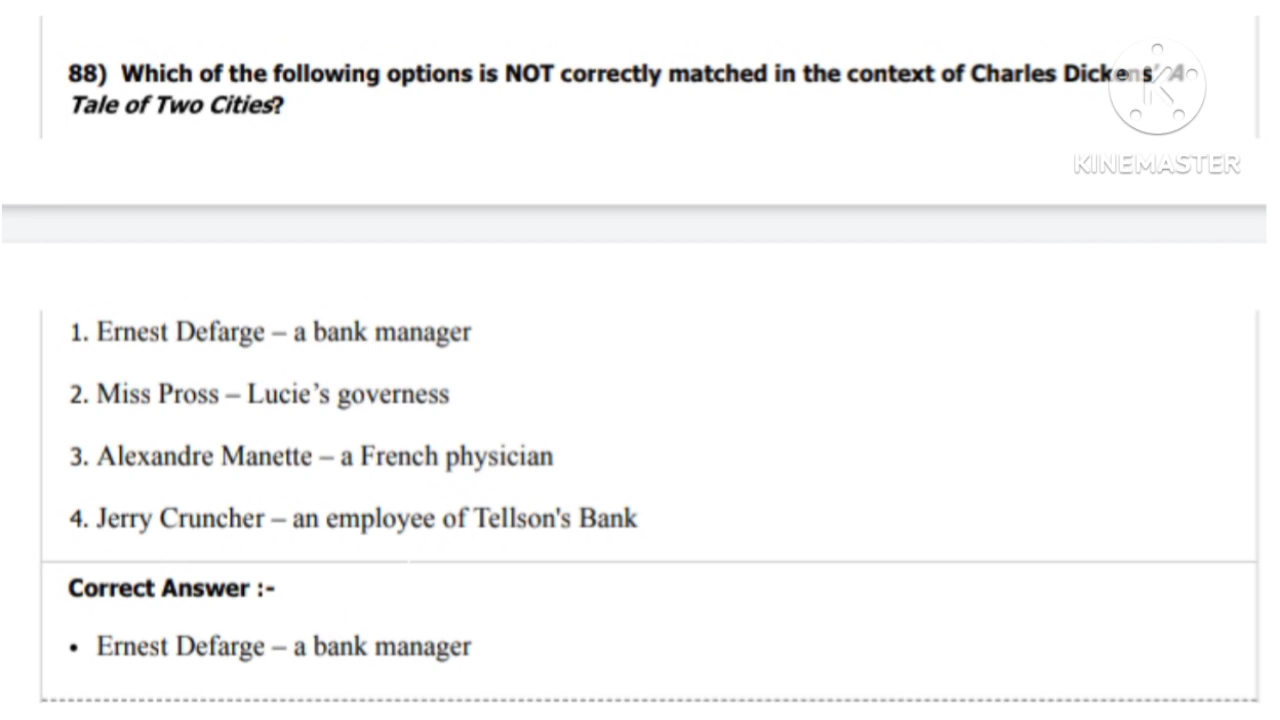 88) Which of the following options is NOT correctly matched in the context of Charles Dickens' A
Tale of Two Cities?
KINEMASTER
1. Ernest Defarge – a bank manager
2. Miss Pross – Lucie’s governess
3. Alexandre Manette – a French physician
4. Jerry Cruncher – an employee of Tellson's Bank
Correct Answer :-
• Ernest Defarge – a bank manager